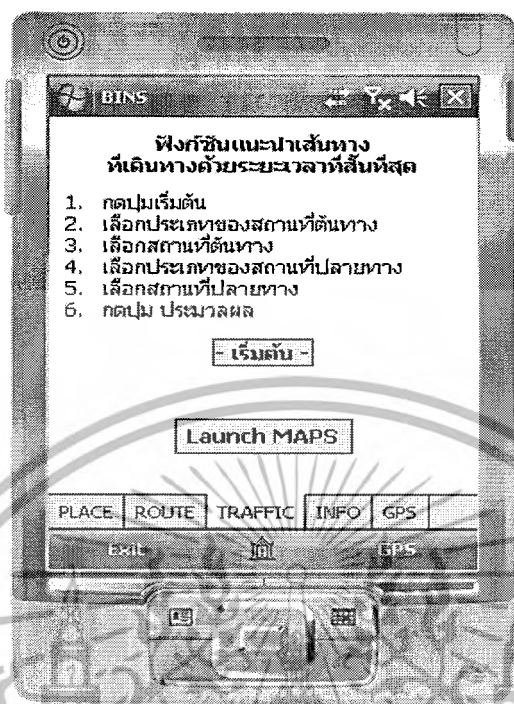 BINS
ฟังก์ชันแนะนำเส้นทาง
ที่เดินทางด้วยระยะเวลาที่สั้นที่สุด
1. กดปุ่มเริ่มต้น
2. เลือกประเภทของสถานที่ต้นทาง
3. เลือกสถานที่ต้นทาง
4. เลือกประเภทของสถานที่ปลายทาง
5. เลือกสถานที่ปลายทาง
6. กดปุ่ม ประมวลผล
- เริ่มต้น -
Launch MAPS
PLACE ROUTE TRAFFIC INFO GPS
Exit GPS